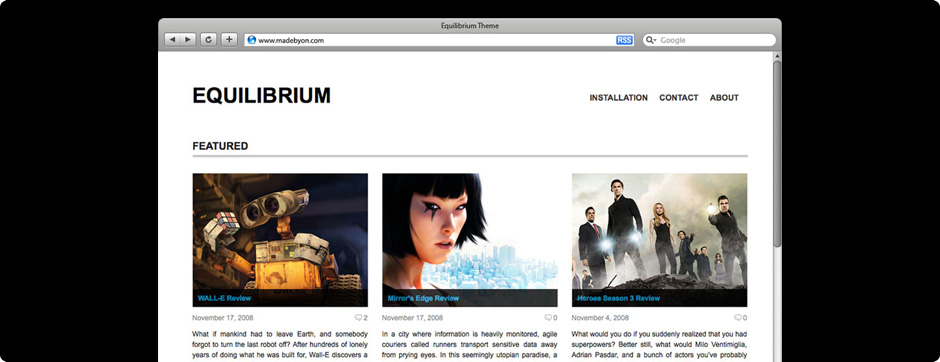 Equilibrium Theme
www.madebyon.com RSS Google
EQUILIBRIUM
INSTALLATION CONTACT ABOUT
FEATURED
WALL-E Review
Mirror's Edge Review
Heroes Season 3 Review
November 17, 2008 2
November 17, 2008 0
November 4, 2008 0
What if mankind had to leave Earth, and somebody
forgot to turn the last robot off? After hundreds of lonely
years of doing what he was built for, Wall-E discovers a
In a city where information is heavily monitored, agile
couriers called runners transport sensitive data away
from prying eyes. In this seemingly utopian paradise, a
What would you do if you suddenly realized that you had
superpowers? Better still, what would Milo Ventimiglia,
Adrian Pasdar, and a bunch of actors you've probably